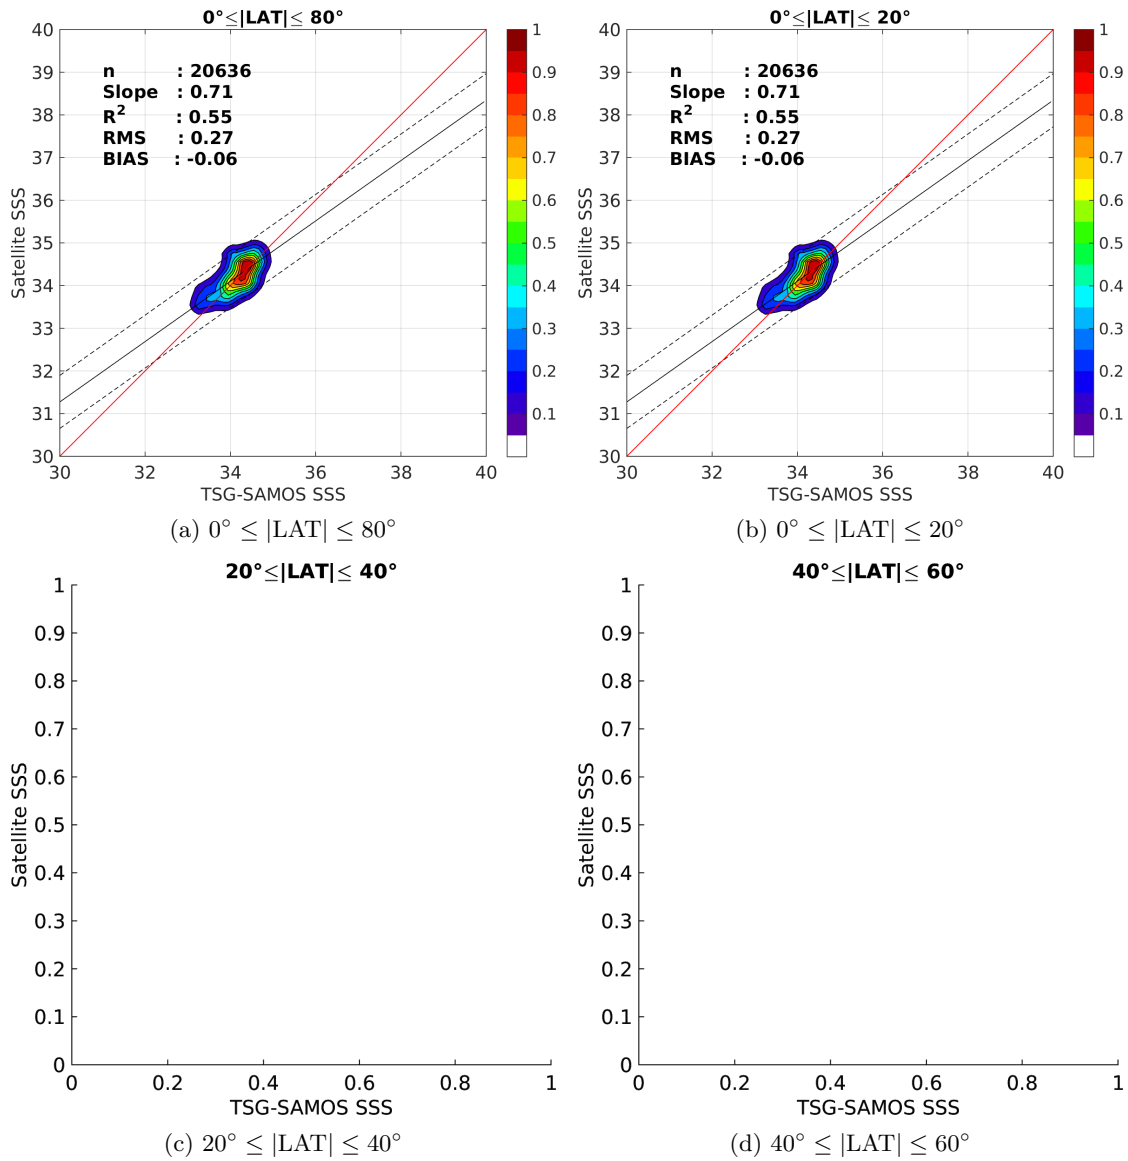 0°≤|LAT|≤ 80°
n : 20636
Slope : 0.71
R² : 0.55
RMS : 0.27
BIAS : -0.06
40
39
38
37
36
35
34
33
32
31
30
30 32 34 36 38 40
Satellite SSS
TSG-SAMOS SSS
1
0.9
0.8
0.7
0.6
0.5
0.4
0.3
0.2
0.1
(a) 0° ≤ |LAT| ≤ 80°
0°≤|LAT|≤ 20°
n : 20636
Slope : 0.71
R² : 0.55
RMS : 0.27
BIAS : -0.06
40
39
38
37
36
35
34
33
32
31
30
30 32 34 36 38 40
Satellite SSS
TSG-SAMOS SSS
1
0.9
0.8
0.7
0.6
0.5
0.4
0.3
0.2
0.1
(b) 0° ≤ |LAT| ≤ 20°
20°≤|LAT|≤ 40°
1
0.9
0.8
0.7
0.6
0.5
0.4
0.3
0.2
0.1
0
0 0.2 0.4 0.6 0.8 1
Satellite SSS
TSG-SAMOS SSS
(c) 20° ≤ |LAT| ≤ 40°
40°≤|LAT|≤ 60°
1
0.9
0.8
0.7
0.6
0.5
0.4
0.3
0.2
0.1
0
0 0.2 0.4 0.6 0.8 1
Satellite SSS
TSG-SAMOS SSS
(d) 40° ≤ |LAT| ≤ 60°